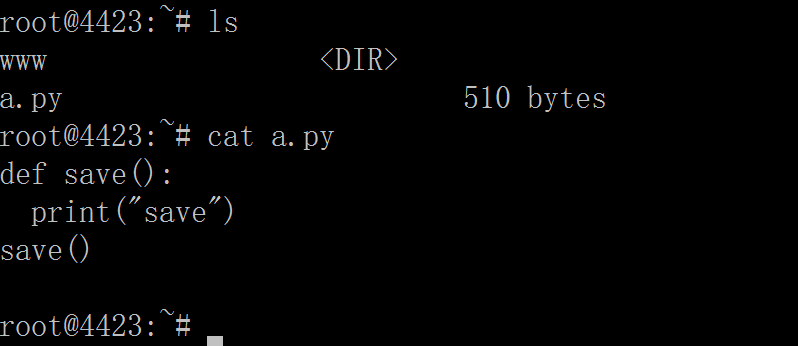 root@4423:~# ls
www                 <DIR>
a.py                          510 bytes
root@4423:~# cat a.py
def save():
  print("save")
save()
root@4423:~#